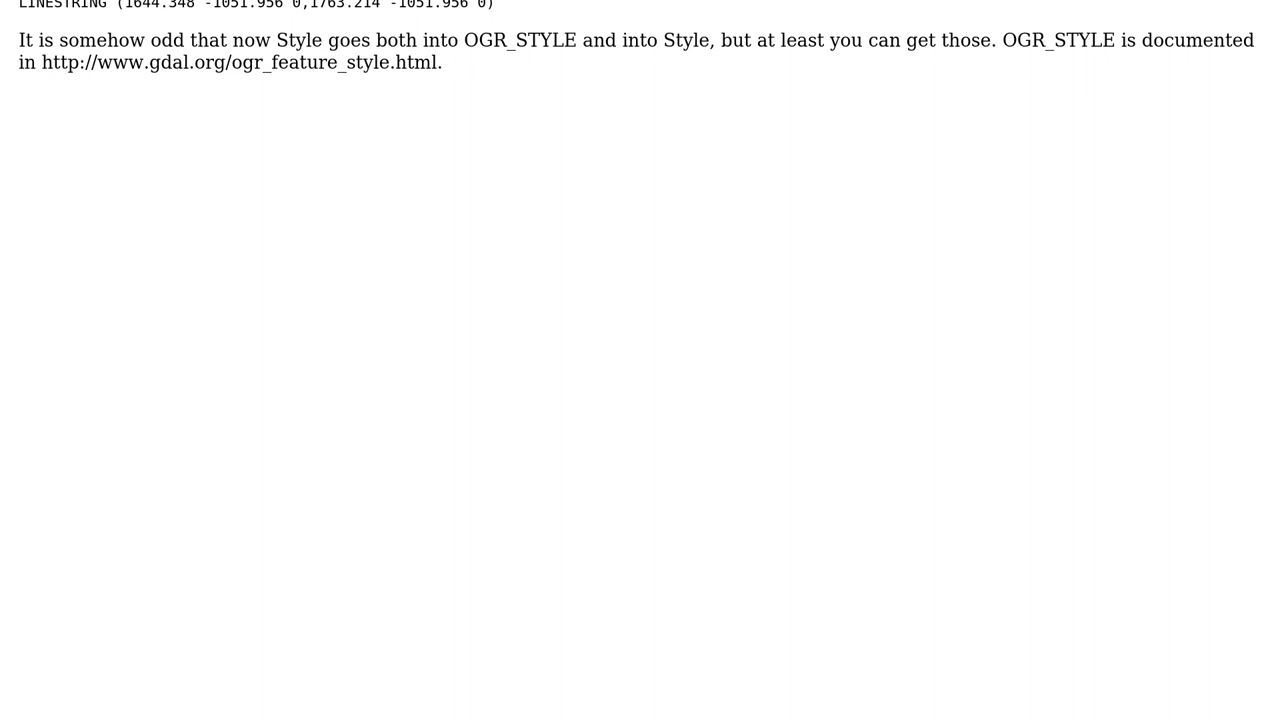 LINESTRING (1644.348 -1051.956 0,1763.214 -1051.956 0)
It is somehow odd that now Style goes both into OGR_STYLE and into Style, but at least you can get those. OGR_STYLE is documented
in http://www.gdal.org/ogr_feature_style.html.